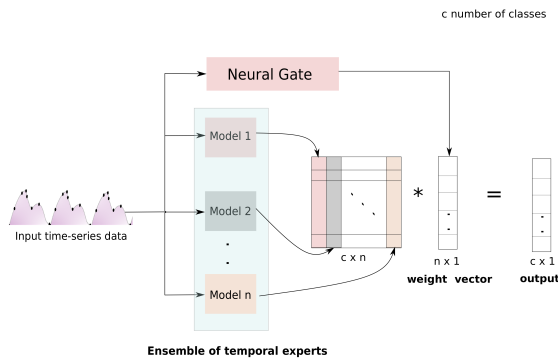 c number of classes
Neural Gate
Model 1
Model 2
Model n
Input time-series data
c x n
*
=
n x 1
weight vector
c x 1
output
Ensemble of temporal experts